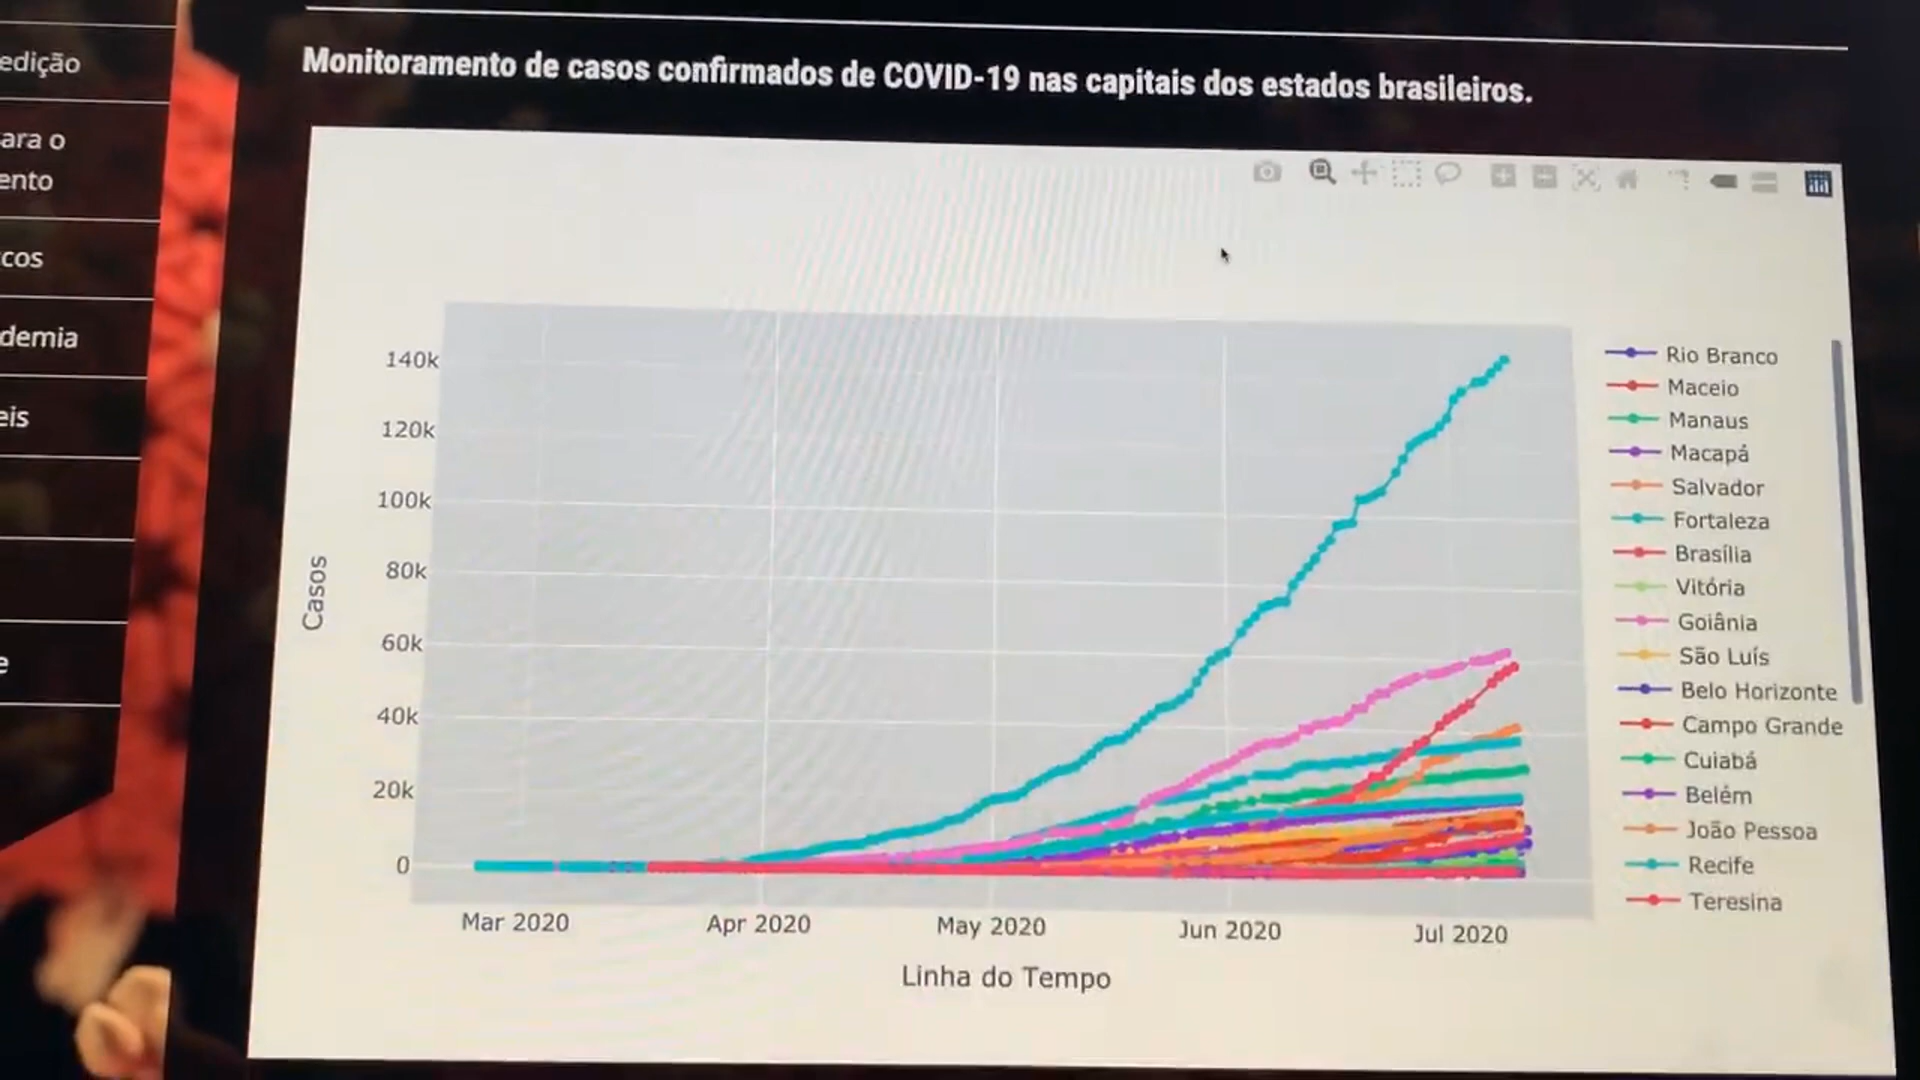 edição
ara o
ento
cos
demia
eis
e
Monitoramento de casos confirmados de COVID-19 nas capitais dos estados brasileiros.
140k
120k
100k
80k
60k
40k
20k
0
Casos
Mar 2020
Apr 2020
May 2020
Jun 2020
Jul 2020
Linha do Tempo
Rio Branco
Maceio
Manaus
Macapá
Salvador
Fortaleza
Brasília
Vitória
Goiânia
São Luís
Belo Horizonte
Campo Grande
Cuiabá
Belém
João Pessoa
Recife
Teresina